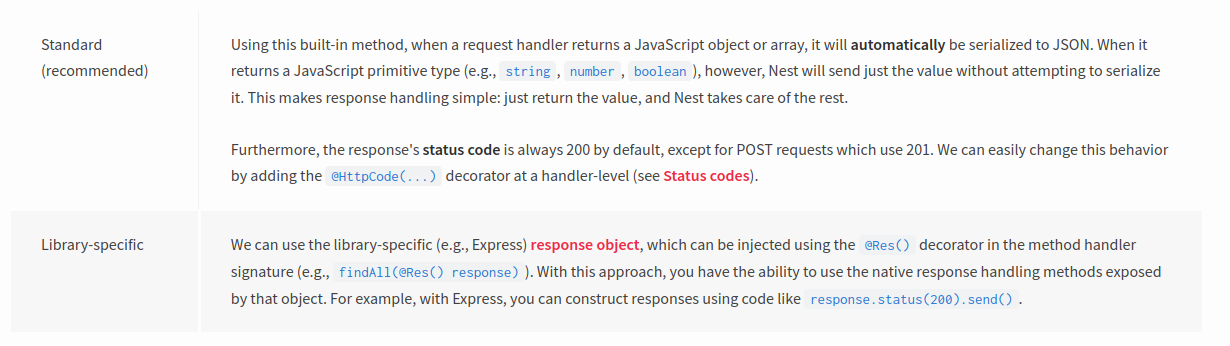 Standard
(recommended)
Using this built-in method, when a request handler returns a JavaScript object or array, it will automatically be serialized to JSON. When it
returns a JavaScript primitive type (e.g., string , number , boolean ), however, Nest will send just the value without attempting to serialize
it. This makes response handling simple: just return the value, and Nest takes care of the rest.
Furthermore, the response's status code is always 200 by default, except for POST requests which use 201. We can easily change this behavior
by adding the @HttpCode(...) decorator at a handler-level (see Status codes).
Library-specific
We can use the library-specific (e.g., Express) response object, which can be injected using the @Res() decorator in the method handler
signature (e.g., findAll(@Res() response) ). With this approach, you have the ability to use the native response handling methods exposed
by that object. For example, with Express, you can construct responses using code like response.status(200).send() .